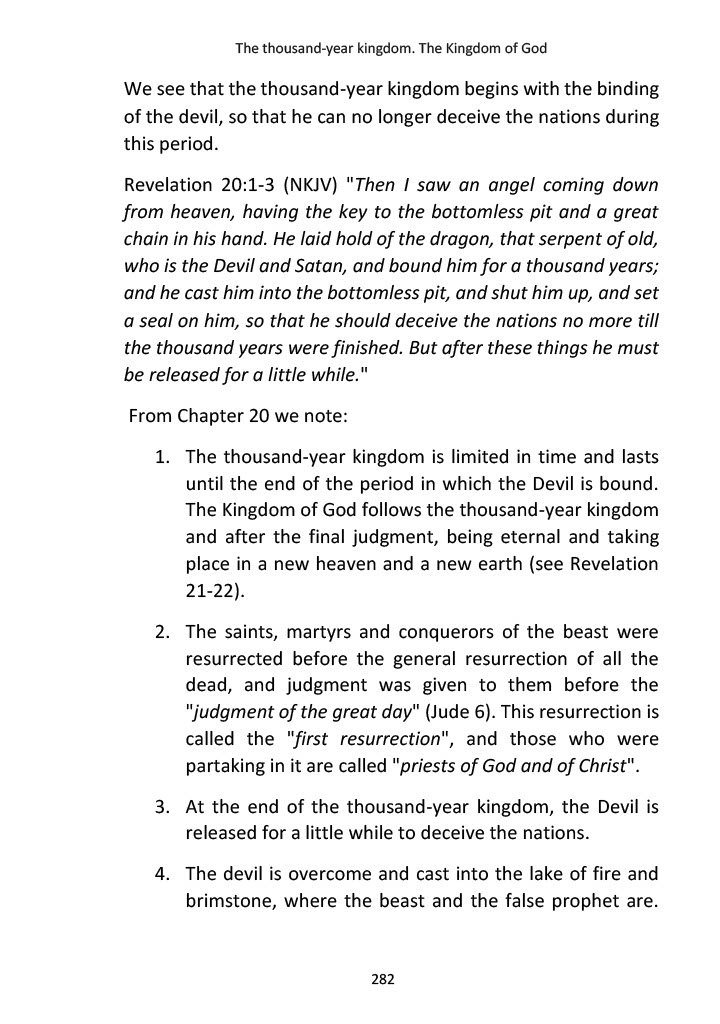 The thousand-year kingdom. The Kingdom of God
We see that the thousand-year kingdom begins with the binding
of the devil, so that he can no longer deceive the nations during
this period.
Revelation 20:1-3 (NKJV) "Then I saw an angel coming down
from heaven, having the key to the bottomless pit and a great
chain in his hand. He laid hold of the dragon, that serpent of old,
who is the Devil and Satan, and bound him for a thousand years;
and he cast him into the bottomless pit, and shut him up, and set
a seal on him, so that he should deceive the nations no more till
the thousand years were finished. But after these things he must
be released for a little while."
From Chapter 20 we note:
1. The thousand-year kingdom is limited in time and lasts
until the end of the period in which the Devil is bound.
The Kingdom of God follows the thousand-year kingdom
and after the final judgment, being eternal and taking
place in a new heaven and a new earth (see Revelation
21-22).
2. The saints, martyrs and conquerors of the beast were
resurrected before the general resurrection of all the
dead, and judgment was given to them before the
"judgment of the great day" (Jude 6). This resurrection is
called the "first resurrection", and those who were
partaking in it are called "priests of God and of Christ".
3. At the end of the thousand-year kingdom, the Devil is
released for a little while to deceive the nations.
4. The devil is overcome and cast into the lake of fire and
brimstone, where the beast and the false prophet are.
282